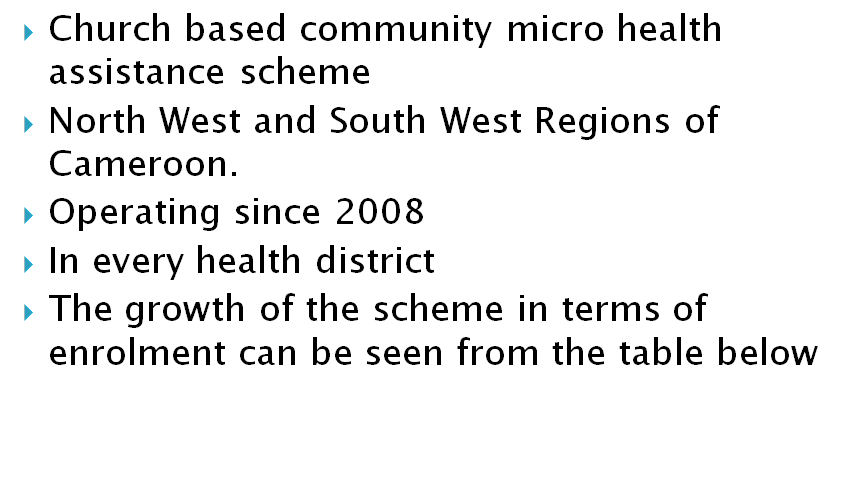 Church based community micro health
assistance scheme
North West and South West Regions of
Cameroon.
Operating since 2008
In every health district
The growth of the scheme in terms of
enrolment can be seen from the table below